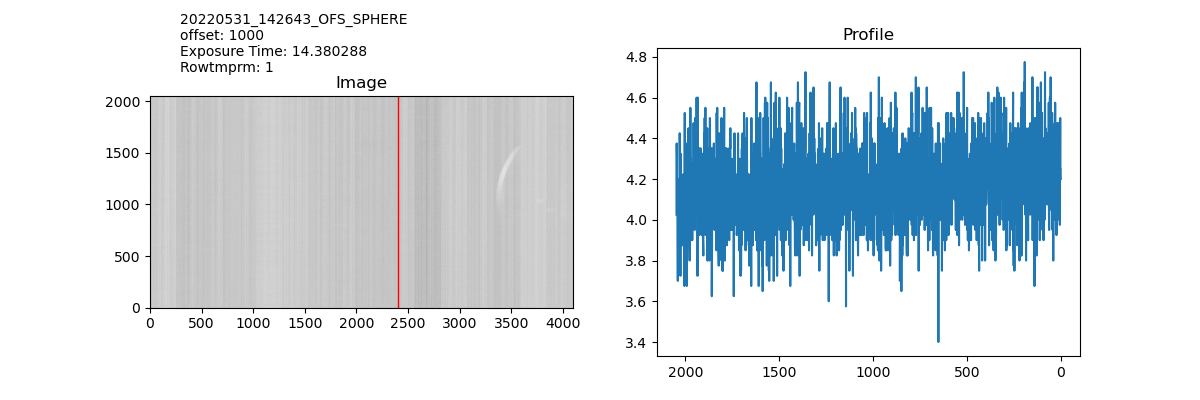 20220531_142643_OFS_SPHERE
offset: 1000
Exposure Time: 14.380288
Rowtmprm: 1
Image
2000
1500
1000
500
0
0 500 1000 1500 2000 2500 3000 3500 4000
Profile
4.8
4.6
4.4
4.2
4.0
3.8
3.6
3.4
2000 1500 1000 500 0